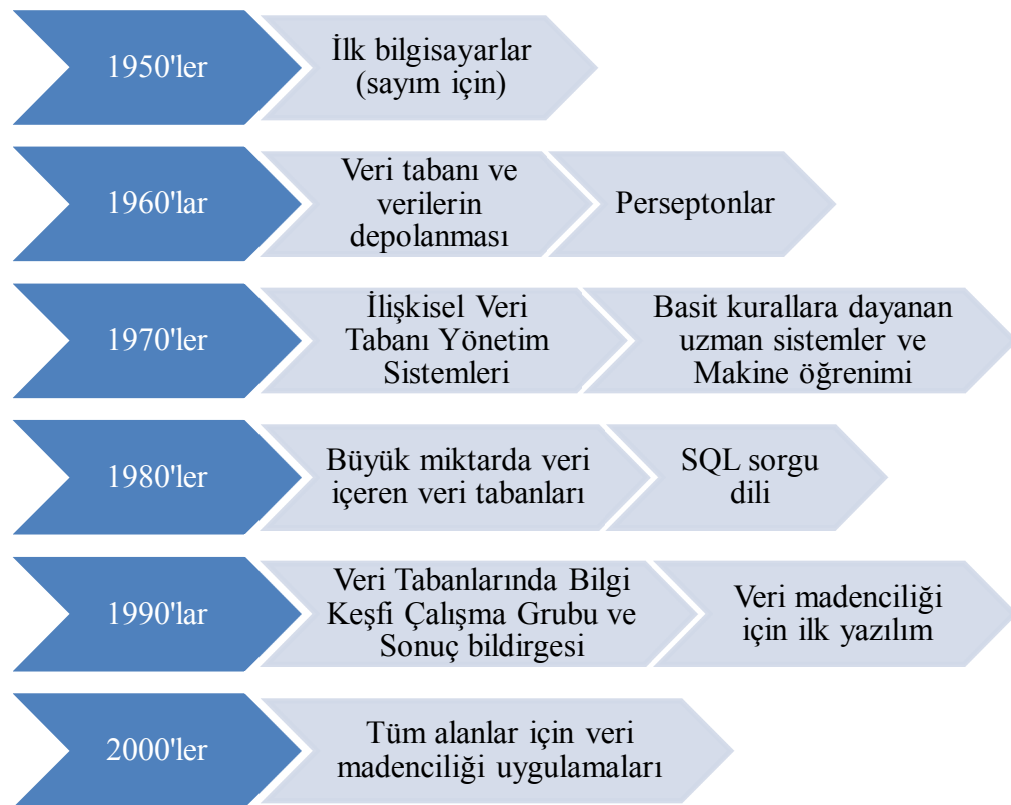 1950'ler
İlk bilgisayarlar
(sayım için)
1960'lar
Veri tabanı ve
verilerin
depolanması
Perseptonlar
1970'ler
İlişkisel Veri
Tabanı Yönetim
Sistemleri
Basit kurallara dayanan
uzman sistemler ve
Makine öğrenimi
1980'ler
Büyük miktarda veri
içeren veri tabanları
SQL sorgu
dili
1990'lar
Veri Tabanlarında Bilgi
Keşfi Çalışma Grubu ve
Sonuç bildirgesi
Veri madenciliği
için ilk yazılım
2000'ler
Tüm alanlar için veri
madenciliği uygulamaları